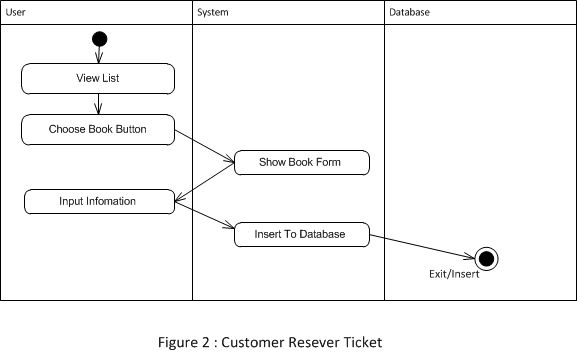 User
System
Database
View List
Choose Book Button
Show Book Form
Input Infomation
Insert To Database
Exit/Insert
Figure 2 : Customer Resever Ticket